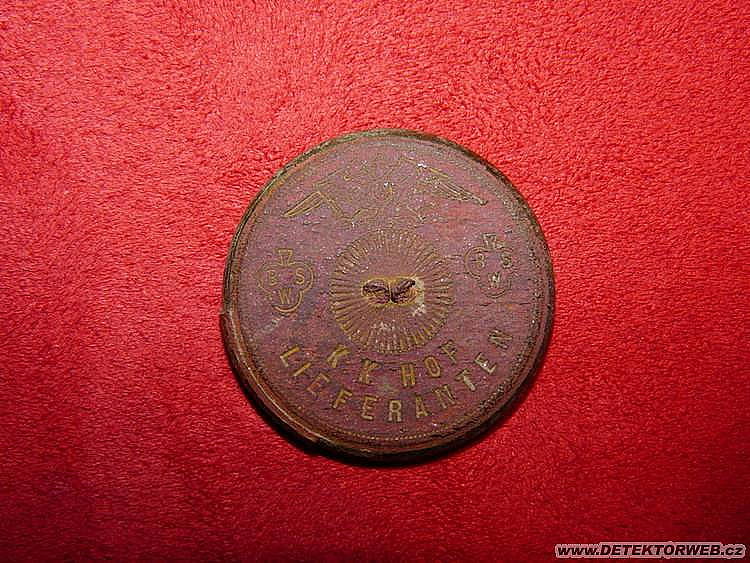 B S
W
B S
W
K K HOF
LIEFERANTEN
www.DETEKTORWEB.cz